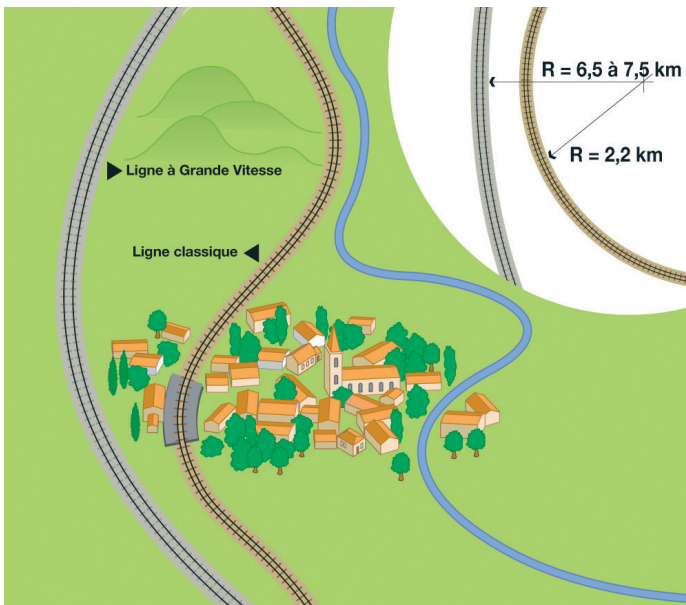 R = 6,5 à 7,5 km
R = 2,2 km
Ligne à Grande Vitesse
Ligne classique